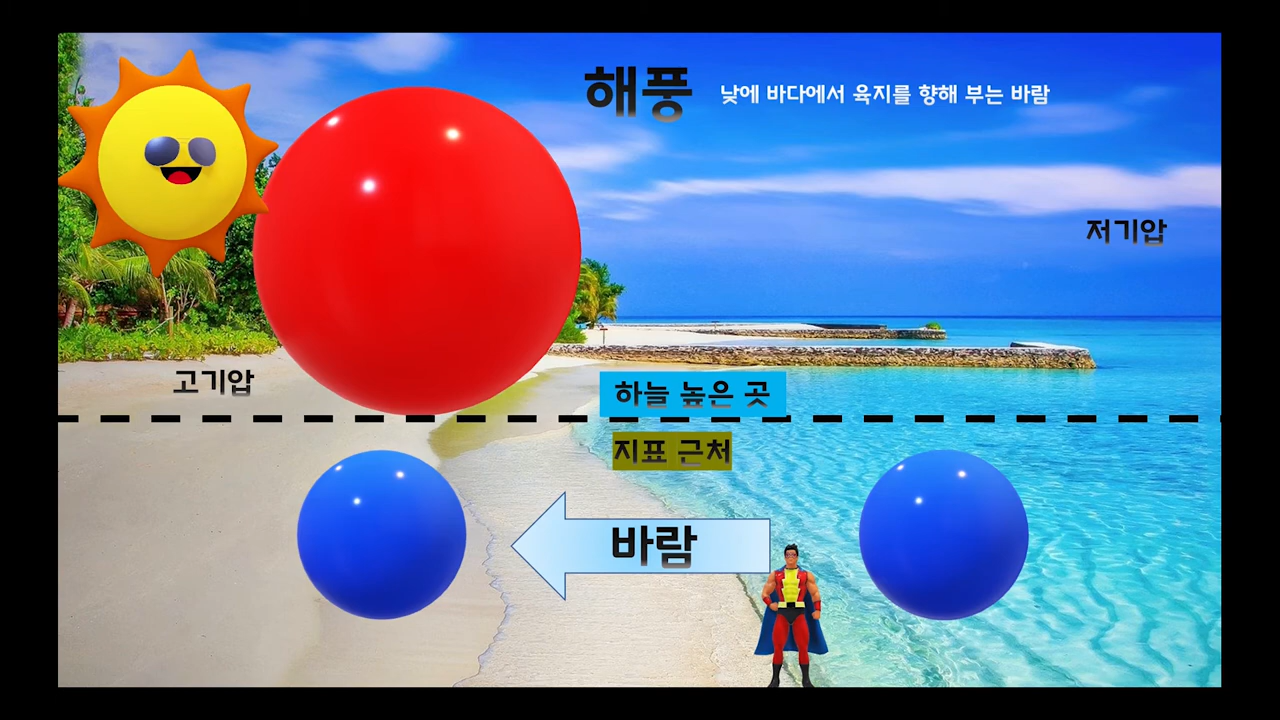 해풍
낮에 바다에서 육지를 향해 부는 바람
저기압
고기압
하늘 높은 곳
지표 근처
바람